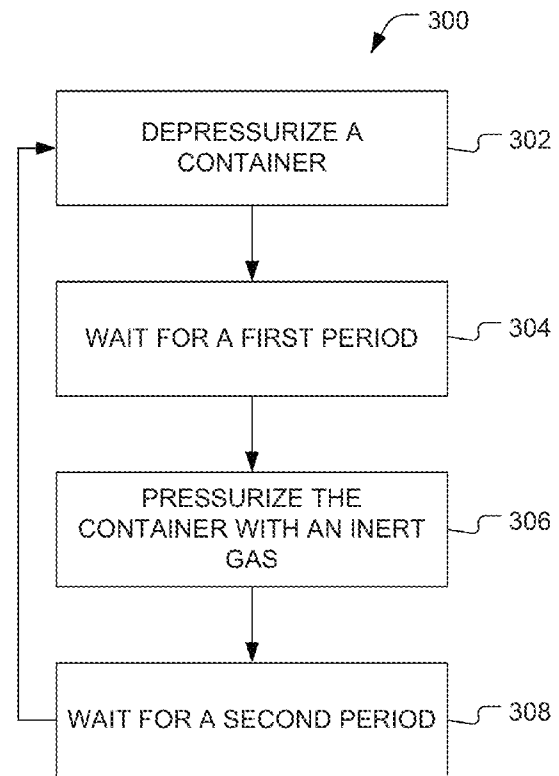 300
DEPRESSURIZE A
CONTAINER
302
WAIT FOR A FIRST PERIOD
304
PRESSURIZE THE
CONTAINER WITH AN INERT
GAS
306
WAIT FOR A SECOND PERIOD
308